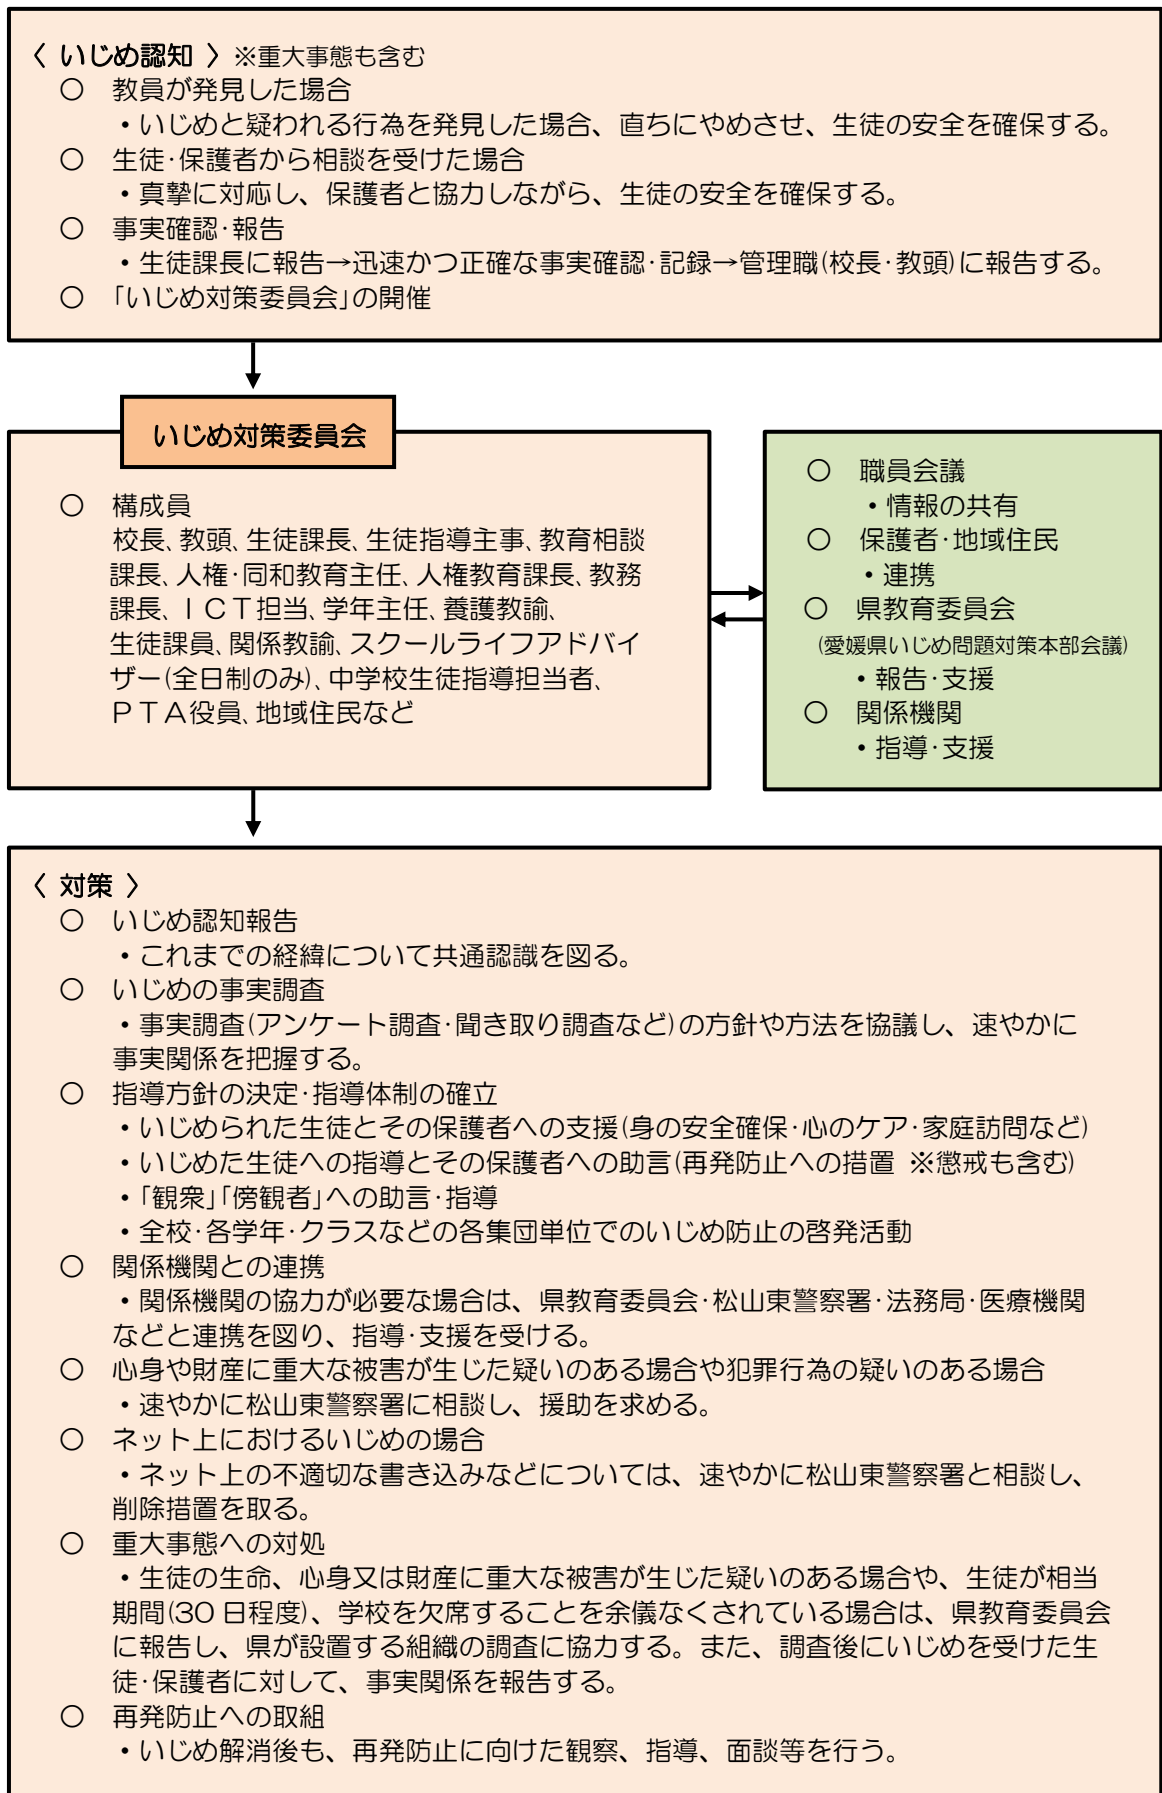 〈 いじめ認知 〉※重大事態も含む
○ 教員が発見した場合
・いじめと疑われる行為を発見した場合、直ちにやめさせ、生徒の安全を確保する。
○ 生徒・保護者から相談を受けた場合
・真摯に対応し、保護者と協力しながら、生徒の安全を確保する。
○ 事実確認・報告
・生徒課長に報告→迅速かつ正確な事実確認・記録→管理職(校長・教頭)に報告する。
○ 「いじめ対策委員会」の開催
いじめ対策委員会
○ 構成員
校長、教頭、生徒課長、生徒指導主事、教育相談
課長、人権・同和教育主任、人権教育課長、教務
課長、ＩＣＴ担当、学年主任、養護教諭、
生徒課員、関係教諭、スクールライフアドバイ
ザー(全日制のみ)、中学校生徒指導担当者、
ＰＴＡ役員、地域住民など
○ 職員会議
・情報の共有
○ 保護者・地域住民
・連携
○ 県教育委員会
(愛媛県いじめ問題対策本部会議)
・報告・支援
○ 関係機関
・指導・支援
〈 対策 〉
○ いじめ認知報告
・これまでの経緯について共通認識を図る。
○ いじめの事実調査
・事実調査(アンケート調査・聞き取り調査など)の方針や方法を協議し、速やかに
事実関係を把握する。
○ 指導方針の決定・指導体制の確立
・いじめられた生徒とその保護者への支援(身の安全確保・心のケア・家庭訪問など)
・いじめた生徒への指導とその保護者への助言(再発防止への措置 ※懲戒も含む)
・「観衆」「傍観者」への助言・指導
・全校・各学年・クラスなどの各集団単位でのいじめ防止の啓発活動
○ 関係機関との連携
・関係機関の協力が必要な場合は、県教育委員会・松山東警察署・法務局・医療機関
などと連携を図り、指導・支援を受ける。
○ 心身や財産に重大な被害が生じた疑いのある場合や犯罪行為の疑いのある場合
・速やかに松山東警察署に相談し、援助を求める。
○ ネット上におけるいじめの場合
・ネット上の不適切な書き込みなどについては、速やかに松山東警察署と相談し、
削除措置を取る。
○ 重大事態への対処
・生徒の生命、心身又は財産に重大な被害が生じた疑いのある場合や、生徒が相当
期間(30 日程度)、学校を欠席することを余儀なくされている場合は、県教育委員会
に報告し、県が設置する組織の調査に協力する。また、調査後にいじめを受けた生
徒・保護者に対して、事実関係を報告する。
○ 再発防止への取組
・いじめ解消後も、再発防止に向けた観察、指導、面談等を行う。